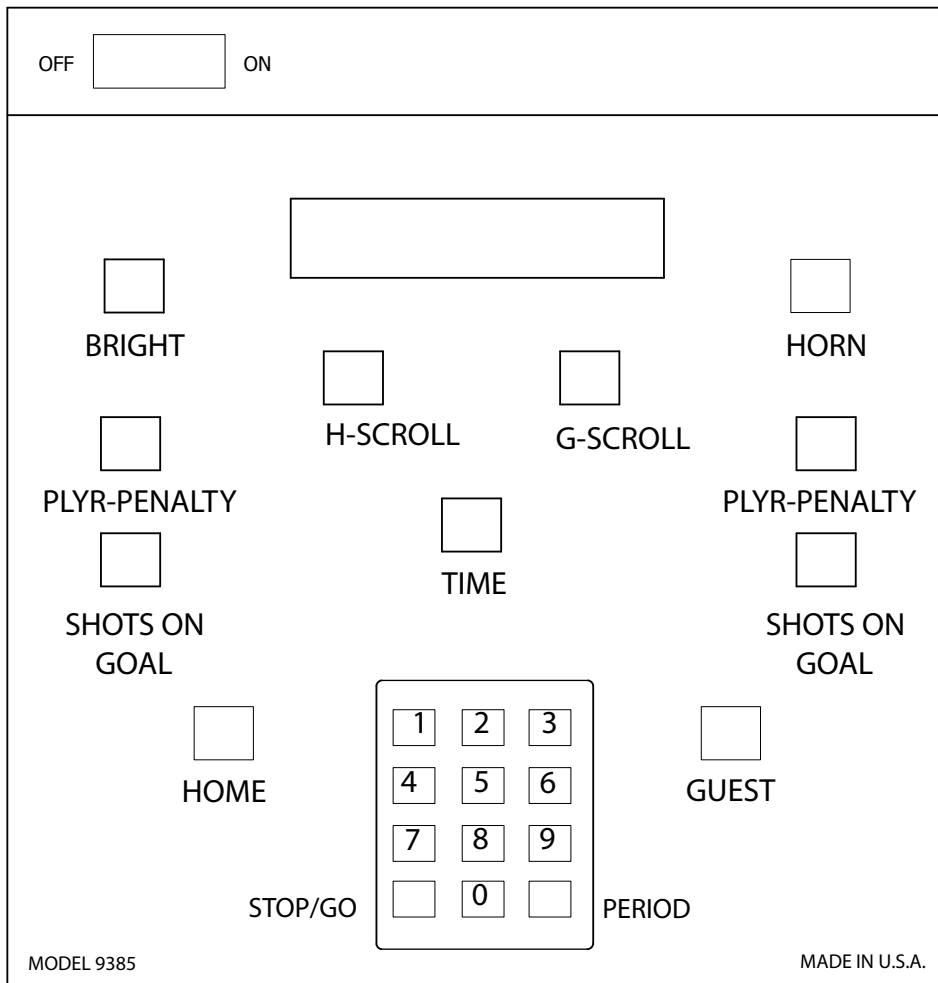 OFF ON
BRIGHT
HORN
H-SCROLL
G-SCROLL
PLYR-PENALTY
PLYR-PENALTY
TIME
SHOTS ON
GOAL
SHOTS ON
GOAL
1 2 3
HOME
4 5 6
GUEST
7 8 9
STOP/GO
0
PERIOD
MODEL 9385
MADE IN U.S.A.